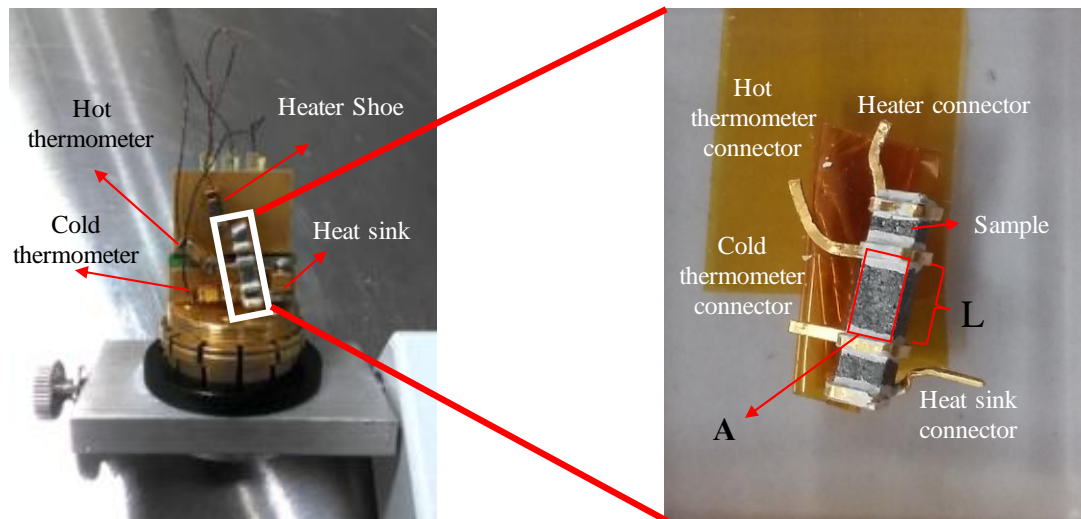 Hot
thermometer
Heater Shoe
Cold
thermometer
Heat sink
Hot
thermometer
connector
Heater connector
Sample
Cold
thermometer
connector
L
A
Heat sink
connector